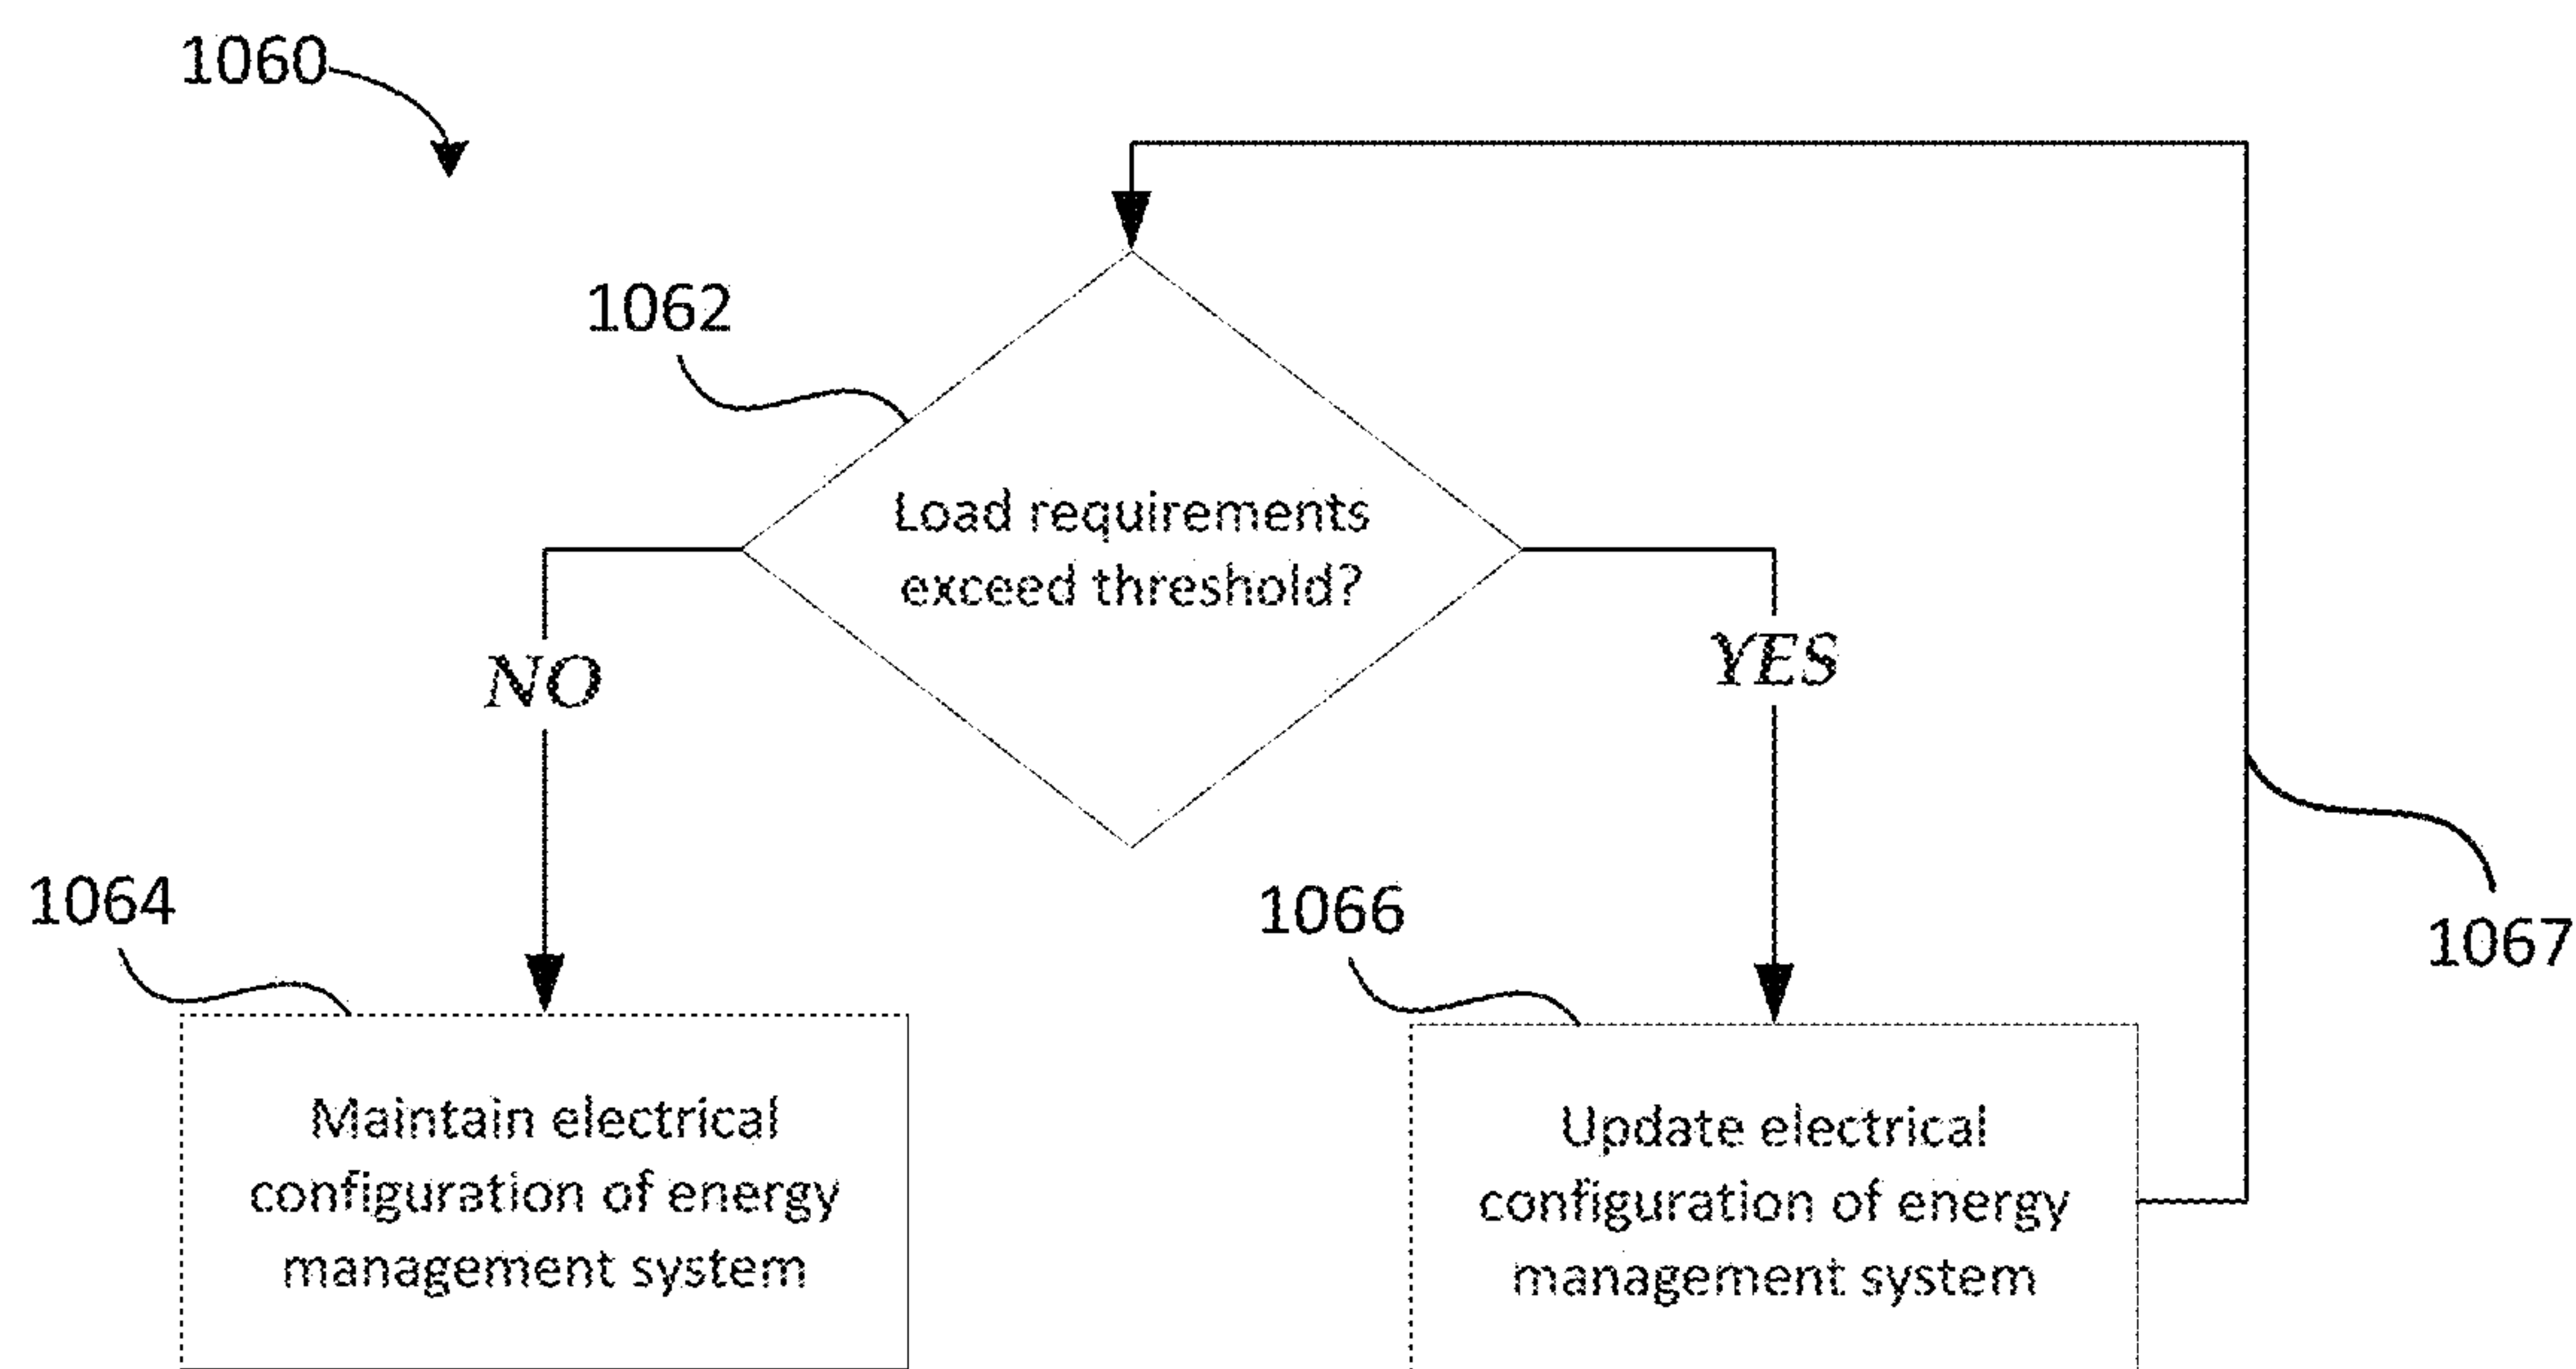 1060
1062
Load requirements
exceed threshold?
NO
YES
1064
1066
1067
Maintain electrical
configuration of energy
management system
Update electrical
configuration of energy
management system